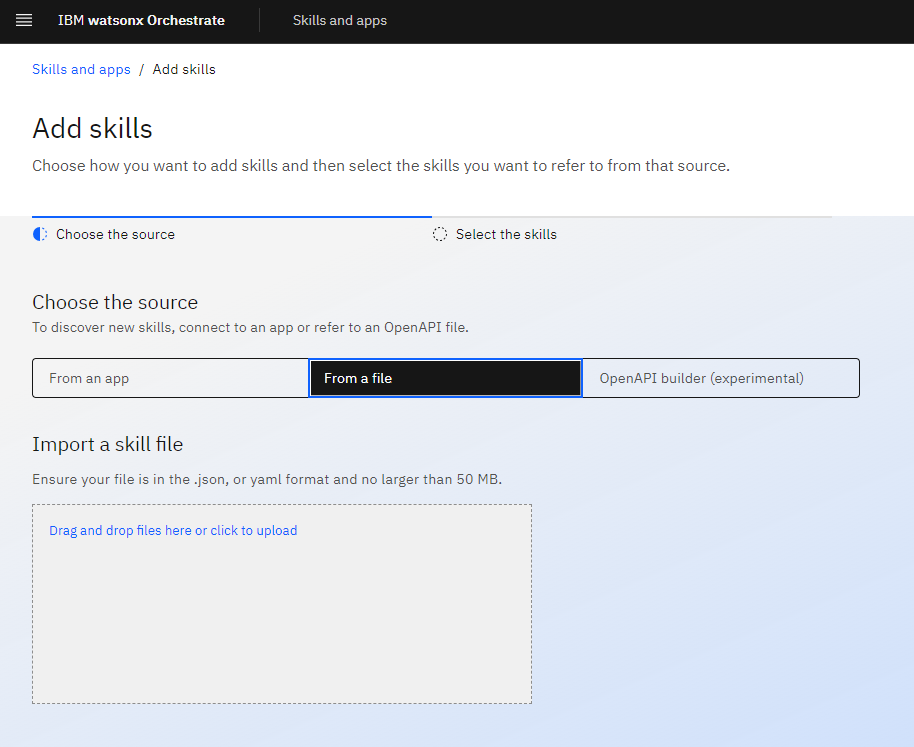 IBM watsonx Orchestrate Skills and apps
Skills and apps / Add skills
Add skills
Choose how you want to add skills and then select the skills you want to refer to from that source.
Choose the source Select the skills
Choose the source
To discover new skills, connect to an app or refer to an OpenAPI file.
From an app From a file OpenAPI builder (experimental)
Import a skill file
Ensure your file is in the .json, or yaml format and no larger than 50 MB.
Drag and drop files here or click to upload